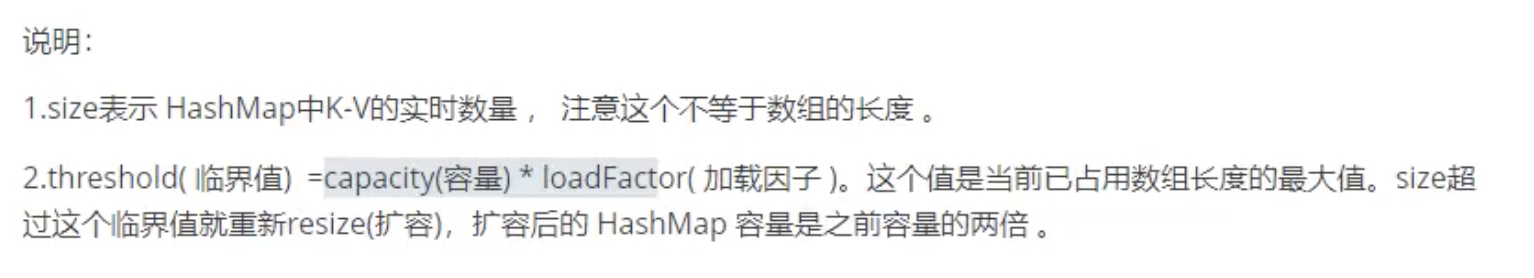 说明：
1.size表示 HashMap中K-V的实时数量 ， 注意这个不等于数组的长度 。
2.threshold( 临界值) =capacity(容量) * loadFactor( 加载因子 )。这个值是当前已占用数组长度的最大值。size超
过这个临界值就重新resize(扩容)，扩容后的 HashMap 容量是之前容量的两倍 。